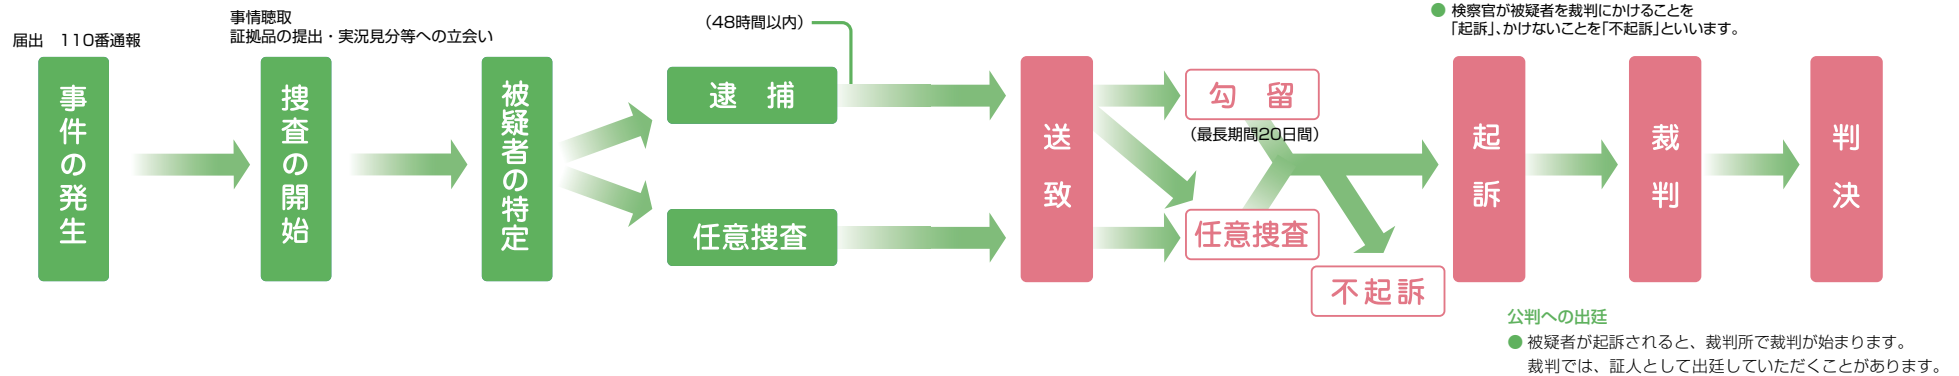 届出　110番通報
事件の発生
事情聴取
証拠品の提出・実況見分等への立会い
捜査の開始
被疑者の特定
（48時間以内）
逮　捕
任意捜査
送致
勾　留
（最長期間20日間）
任意捜査
不起訴
● 検察官が被疑者を裁判にかけることを
「起訴」、かけないことを「不起訴」といいます。
起訴
裁判
判決
公判への出廷
● 被疑者が起訴されると、裁判所で裁判が始まります。
裁判では、証人として出廷していただくことがあります。